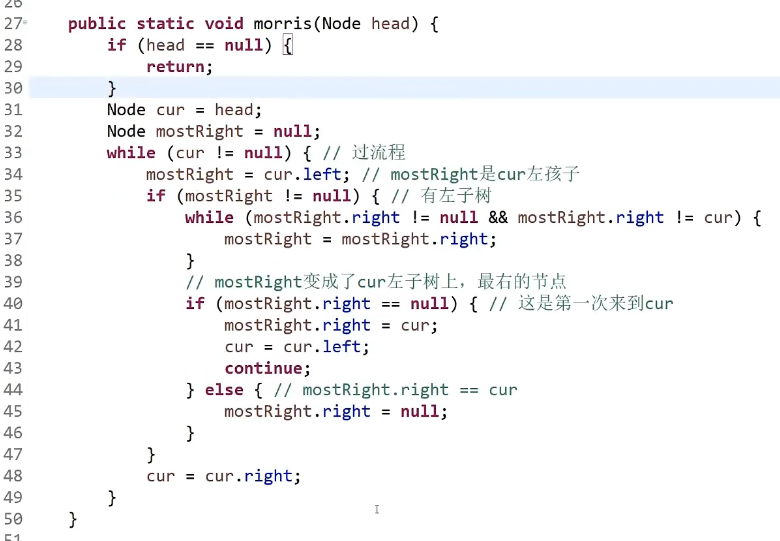 26
27 public static void morris(Node head) {
28 if (head == null) {
29 return;
30 }
31 Node cur = head;
32 Node mostRight = null;
33 while (cur != null) { // 过流程
34 mostRight = cur.left; // mostRight是cur左孩子
35 if (mostRight != null) { // 有左子树
36 while (mostRight.right != null && mostRight.right != cur) {
37 mostRight = mostRight.right;
38 }
39 // mostRight变成了cur左子树上，最右的节点
40 if (mostRight.right == null) { // 这是第一次来到cur
41 mostRight.right = cur;
42 cur = cur.left;
43 continue;
44 } else { // mostRight.right == cur
45 mostRight.right = null;
46 }
47 }
48 cur = cur.right;
49 }
50 }
51